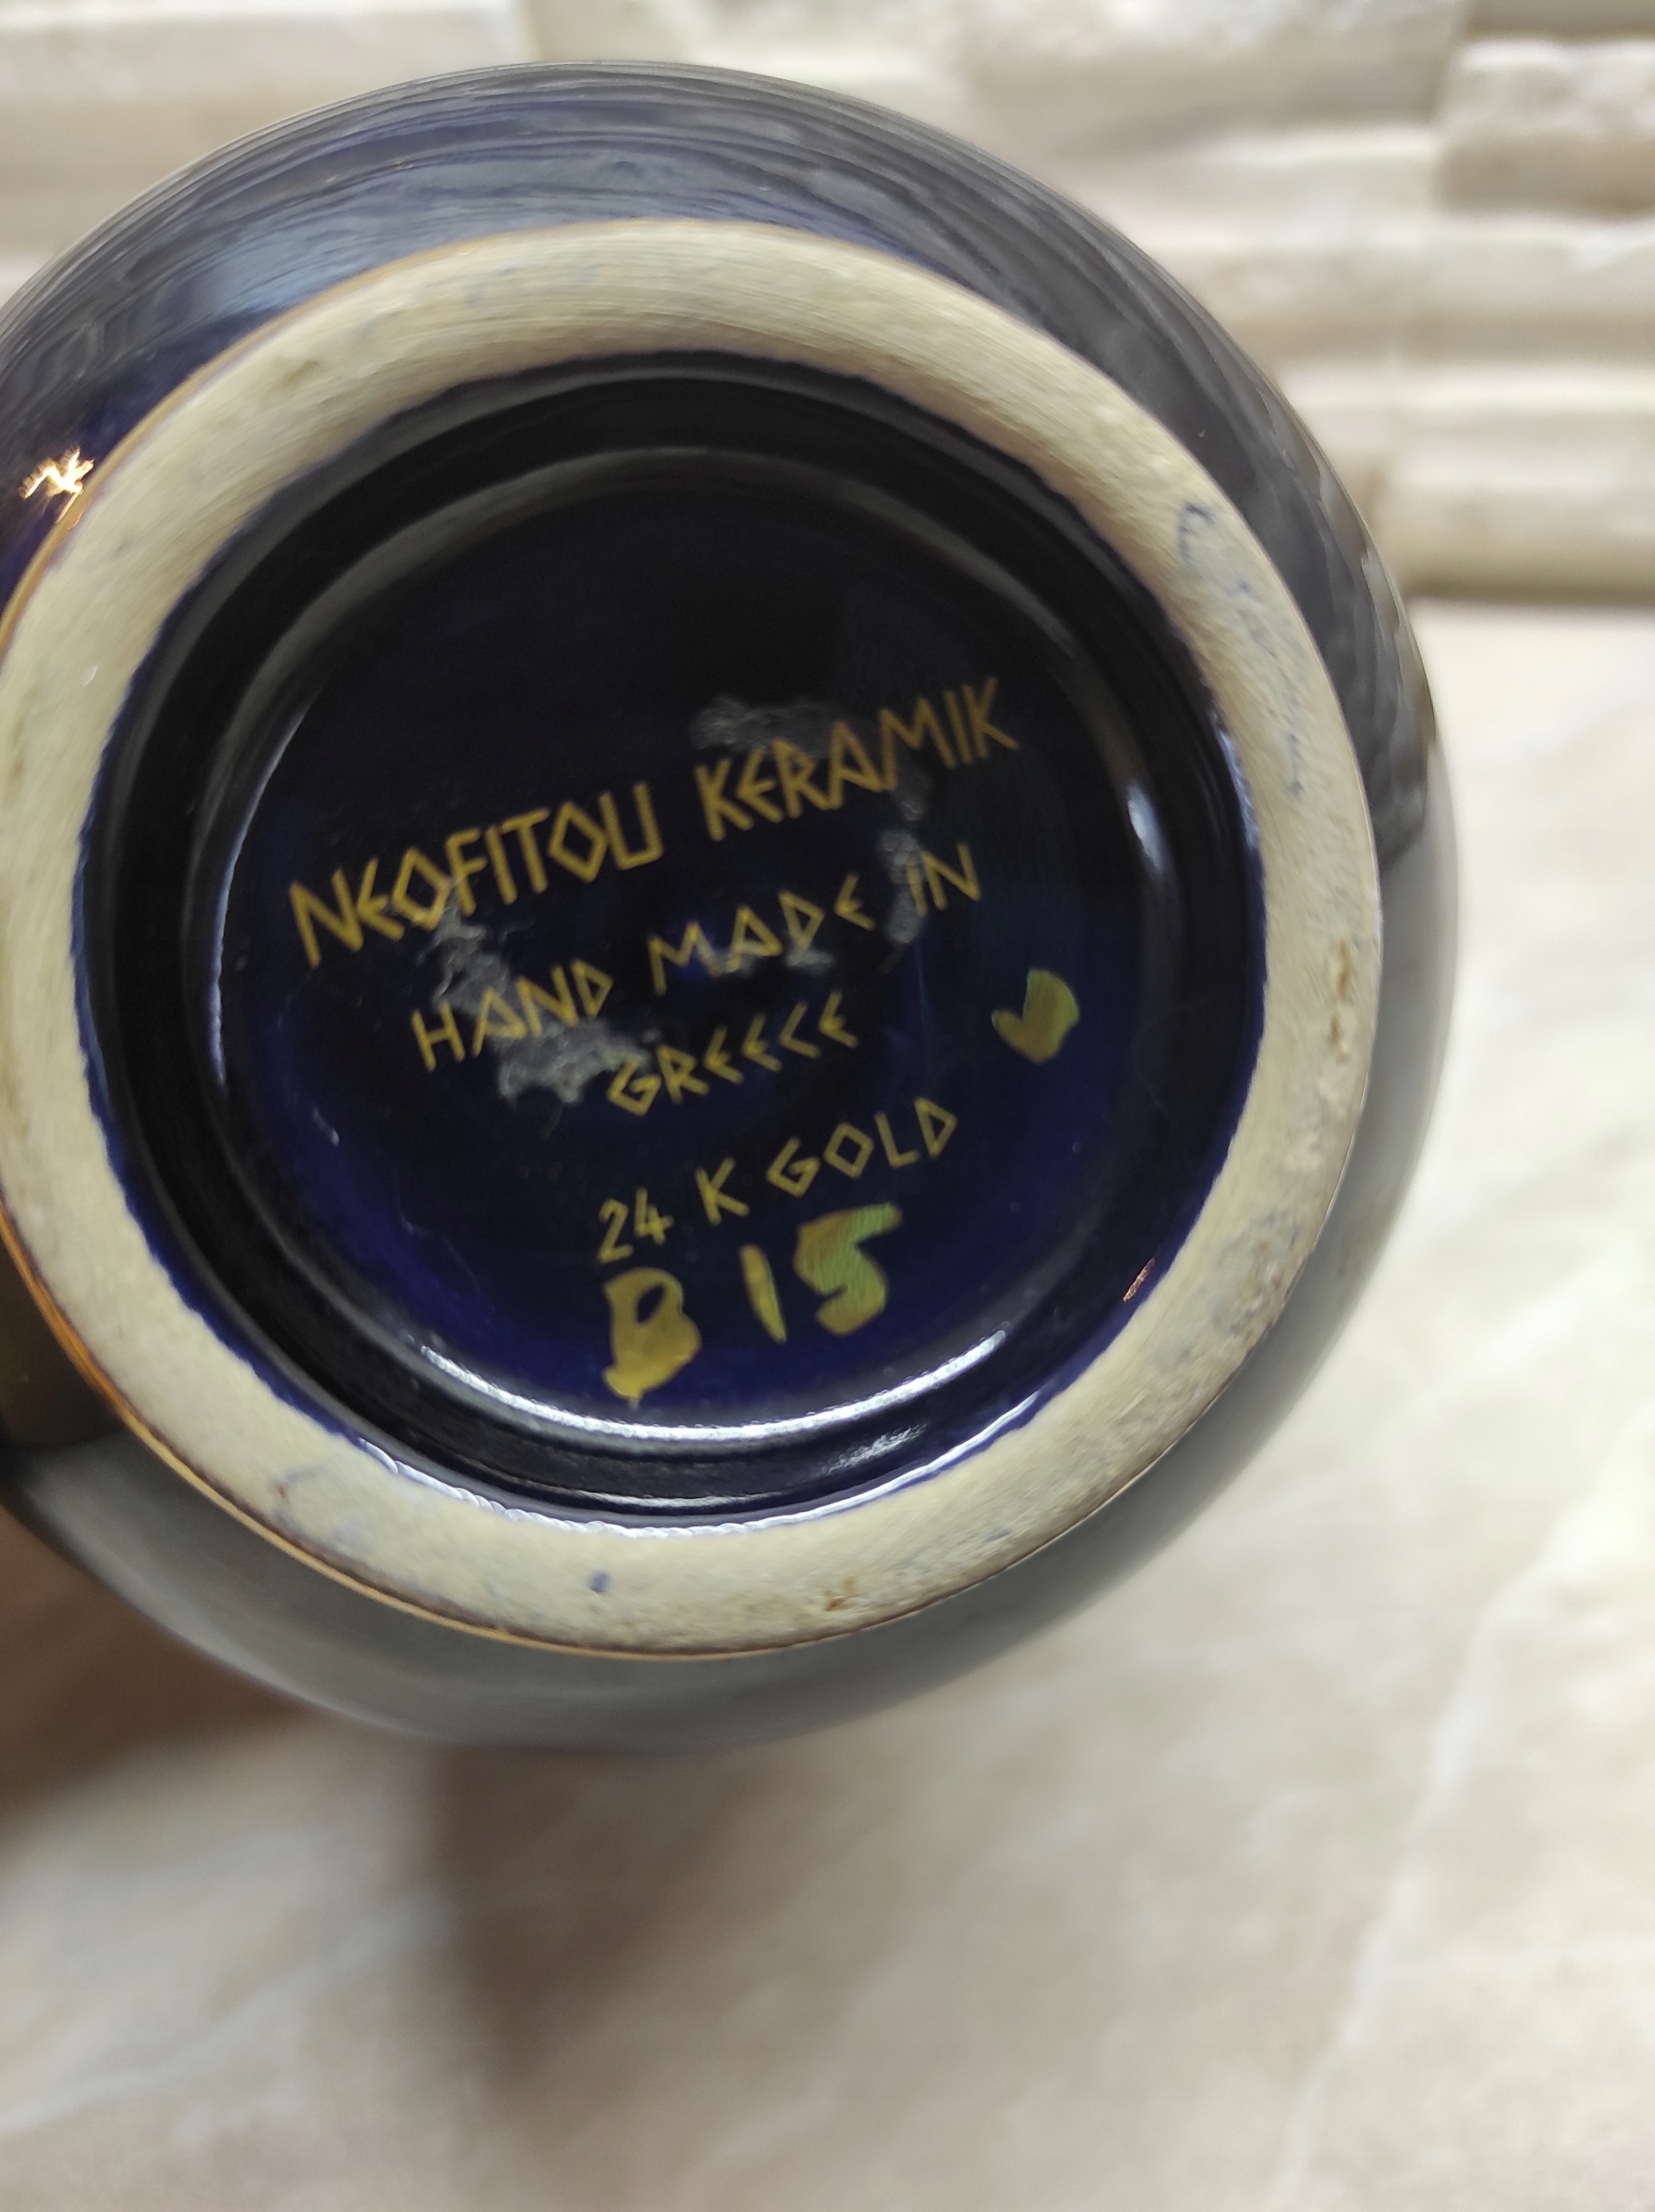 NEOFITOU KERAMIK
HAND MADE IN
GREECE
24 K GOLD
B 15